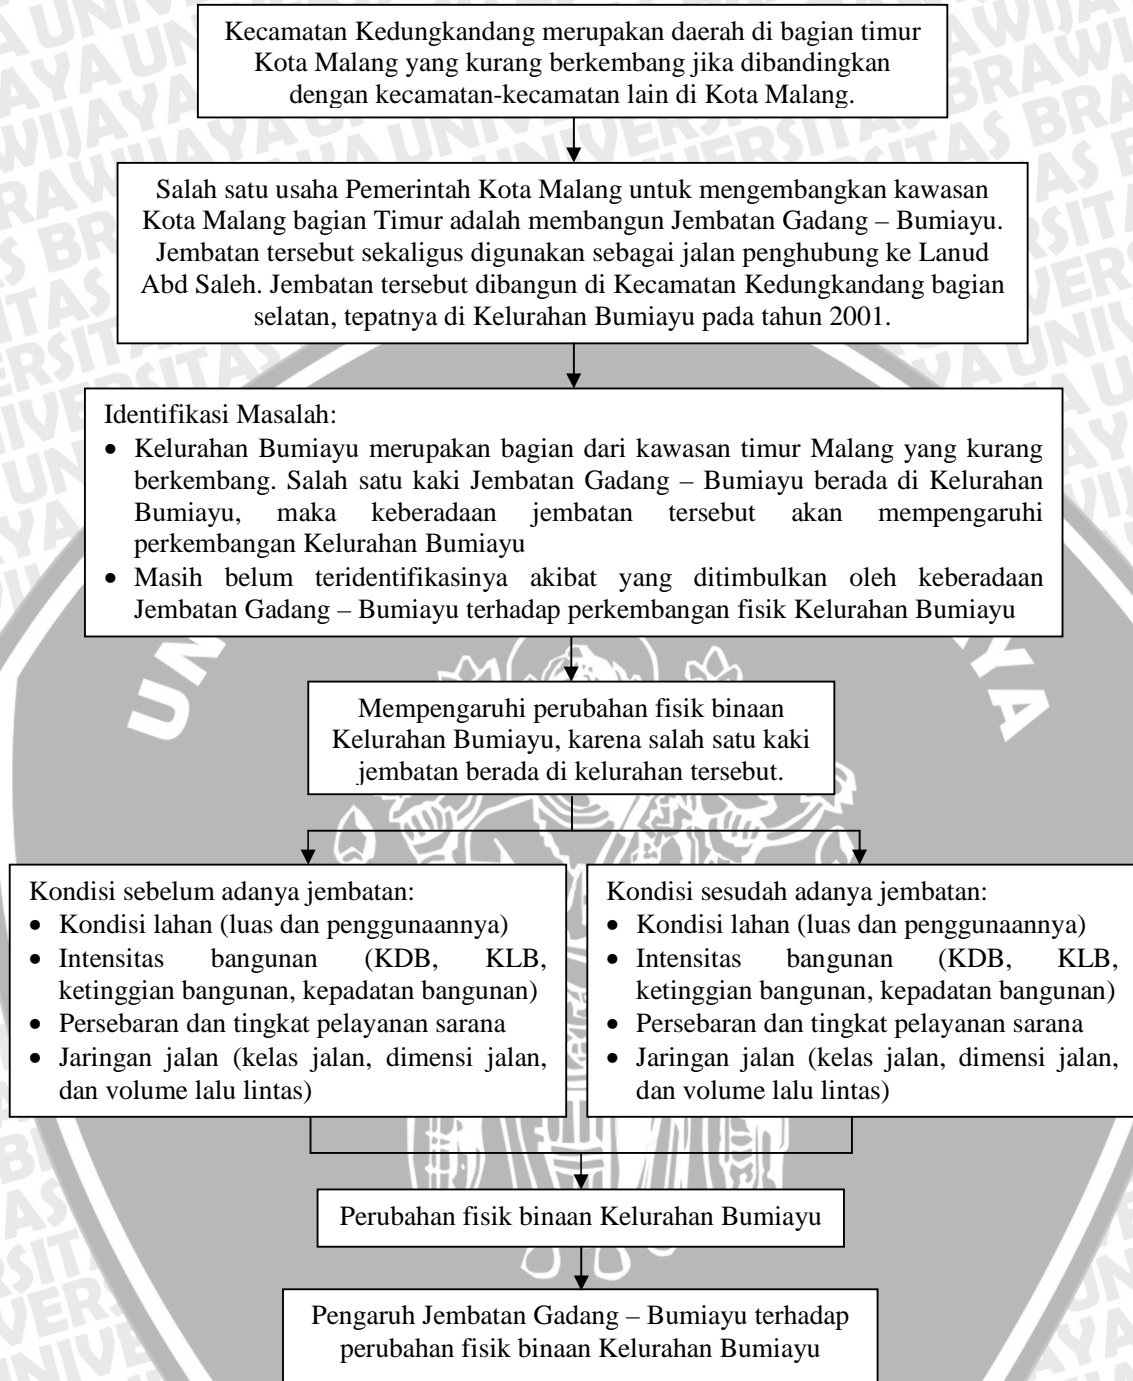 Kecamatan Kedungkandang merupakan daerah di bagian timur
Kota Malang yang kurang berkembang jika dibandingkan
dengan kecamatan-kecamatan lain di Kota Malang.
Salah satu usaha Pemerintah Kota Malang untuk mengembangkan kawasan
Kota Malang bagian Timur adalah membangun Jembatan Gadang – Bumiayu.
Jembatan tersebut sekaligus digunakan sebagai jalan penghubung ke Lanud
Abd Saleh. Jembatan tersebut dibangun di Kecamatan Kedungkandang bagian
selatan, tepatnya di Kelurahan Bumiayu pada tahun 2001.
Identifikasi Masalah:
• Kelurahan Bumiayu merupakan bagian dari kawasan timur Malang yang kurang
berkembang. Salah satu kaki Jembatan Gadang – Bumiayu berada di Kelurahan
Bumiayu, maka keberadaan jembatan tersebut akan mempengaruhi
perkembangan Kelurahan Bumiayu
• Masih belum teridentifikasinya akibat yang ditimbulkan oleh keberadaan
Jembatan Gadang – Bumiayu terhadap perkembangan fisik Kelurahan Bumiayu
Mempengaruhi perubahan fisik binaan
Kelurahan Bumiayu, karena salah satu kaki
jembatan berada di kelurahan tersebut.
Kondisi sebelum adanya jembatan:
• Kondisi lahan (luas dan penggunaannya)
• Intensitas bangunan (KDB, KLB,
ketinggian bangunan, kepadatan bangunan)
• Persebaran dan tingkat pelayanan sarana
• Jaringan jalan (kelas jalan, dimensi jalan,
dan volume lalu lintas)
Kondisi sesudah adanya jembatan:
• Kondisi lahan (luas dan penggunaannya)
• Intensitas bangunan (KDB, KLB,
ketinggian bangunan, kepadatan bangunan)
• Persebaran dan tingkat pelayanan sarana
• Jaringan jalan (kelas jalan, dimensi jalan,
dan volume lalu lintas)
Perubahan fisik binaan Kelurahan Bumiayu
Pengaruh Jembatan Gadang – Bumiayu terhadap
perubahan fisik binaan Kelurahan Bumiayu